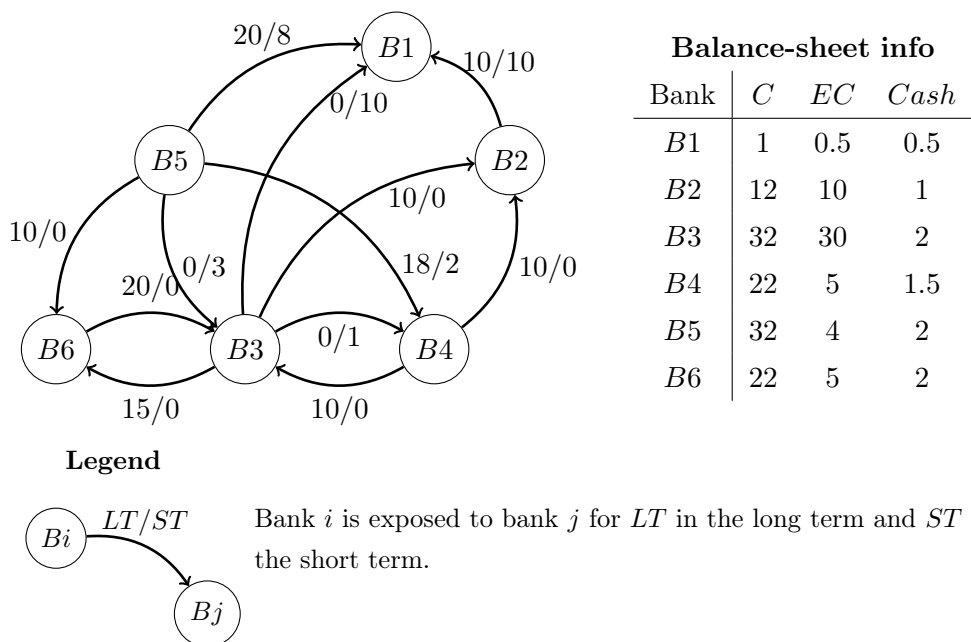 20/8
B1
10/10
0/10
B5
B2
10/0
10/0
0/3
18/2
10/0
20/0
B6
B3
0/1
B4
15/0
10/0
Balance-sheet info
Bank C EC Cash
B1 1 0.5 0.5
B2 12 10 1
B3 32 30 2
B4 22 5 1.5
B5 32 4 2
B6 22 5 2
Legend
Bi
LT/ST
Bj
Bank i is exposed to bank j for LT in the long term and ST
the short term.